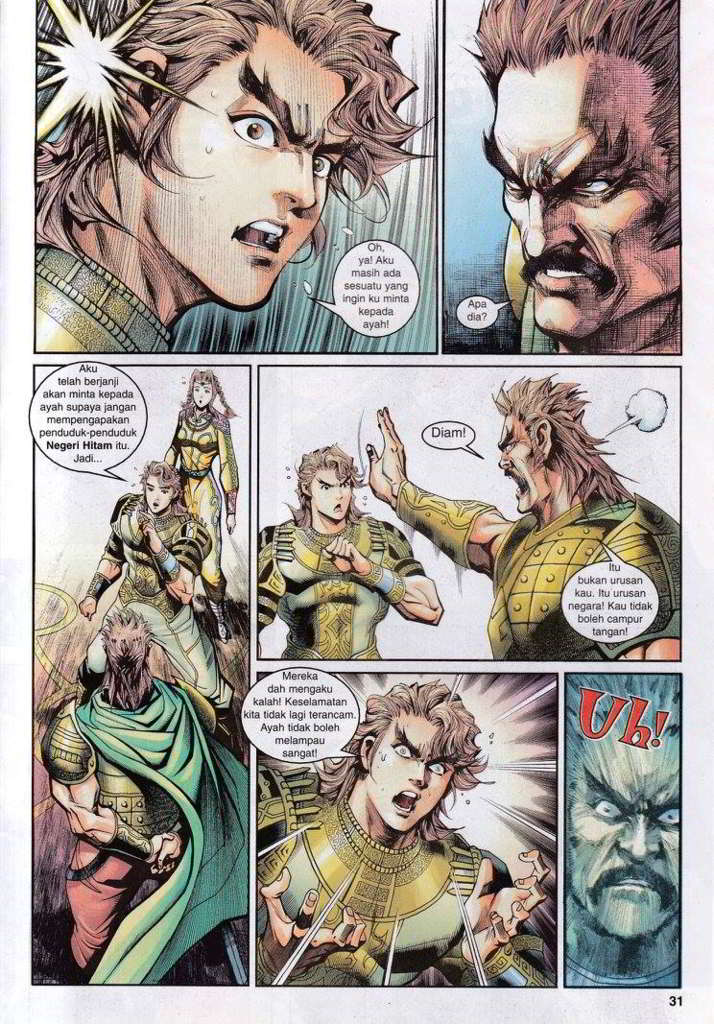 Oh,
ya! Aku
masih ada
sesuatu yang
ingin ku minta
kepada
ayah!
Apa
dia?
Aku
telah berjanji
akan minta kepada
ayah supaya jangan
mempengapakan
penduduk-penduduk
Negeri Hitam itu.
Jadi...
Diam!
Itu
bukan urusan
kau. Itu urusan
negara! Kau tidak
boleh campur
tangan!
Mereka
dah mengaku
kalah! Keselamatan
kita tidak lagi terancam.
Ayah tidak boleh
melampau
sangat!
Uh!
31